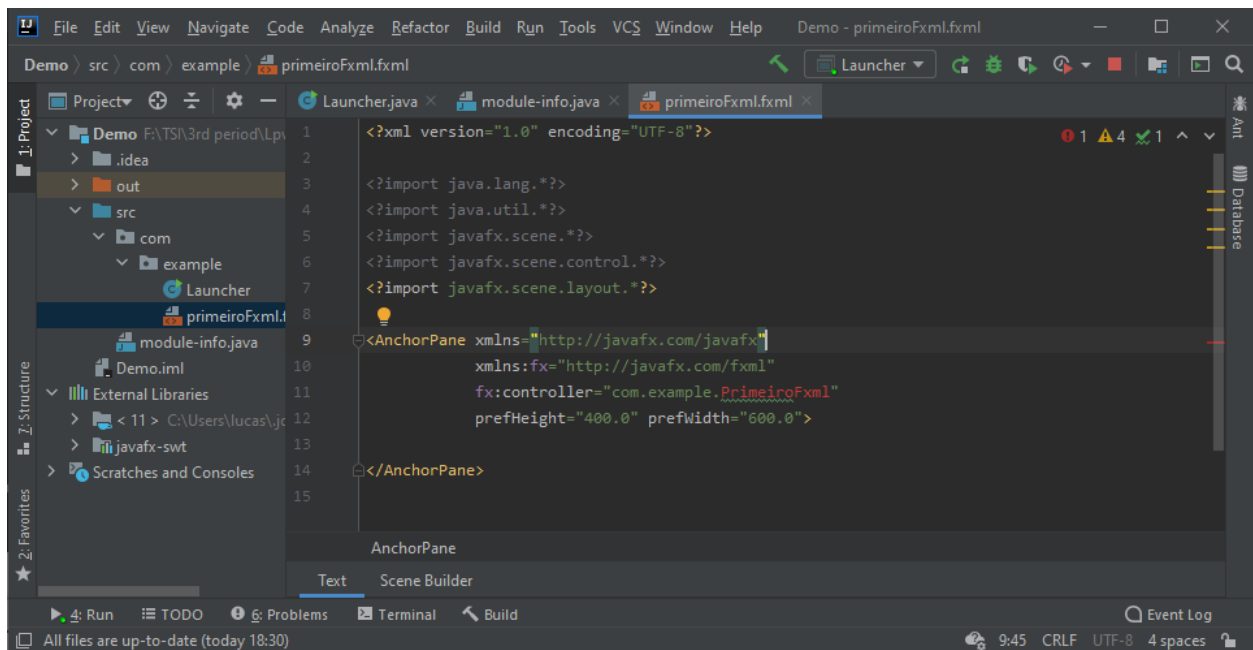 File Edit View Navigate Code Analyze Refactor Build Run Tools VCS Window Help Demo - primeiroFxml.fxml
Demo src com example primeiroFxml.fxml Launcher
Project Launcher.java module-info.java primeiroFxml.fxml
1: Project
Demo F:\TSI\3rd period\Lpv
.idea
out
src
com
example
Launcher
primeiroFxml.f
module-info.java
Demo.iml
External Libraries
< 11 > C:\Users\lucas\.jc
javafx-swt
Scratches and Consoles
7: Structure
2: Favorites
1 <?xml version="1.0" encoding="UTF-8"?>
2
3 <?import java.lang.*?>
4 <?import java.util.*?>
5 <?import javafx.scene.*?>
6 <?import javafx.scene.control.*?>
7 <?import javafx.scene.layout.*?>
8
9 <AnchorPane xmlns="http://javafx.com/javafx"
10 xmlns:fx="http://javafx.com/fxml"
11 fx:controller="com.example.PrimeiroFxml"
12 prefHeight="400.0" prefWidth="600.0">
13
14 </AnchorPane>
15
1 4 1
Ant
Database
AnchorPane
Text Scene Builder
4: Run TODO 6: Problems Terminal Build Event Log
All files are up-to-date (today 18:30) 9:45 CRLF UTF-8 4 spaces